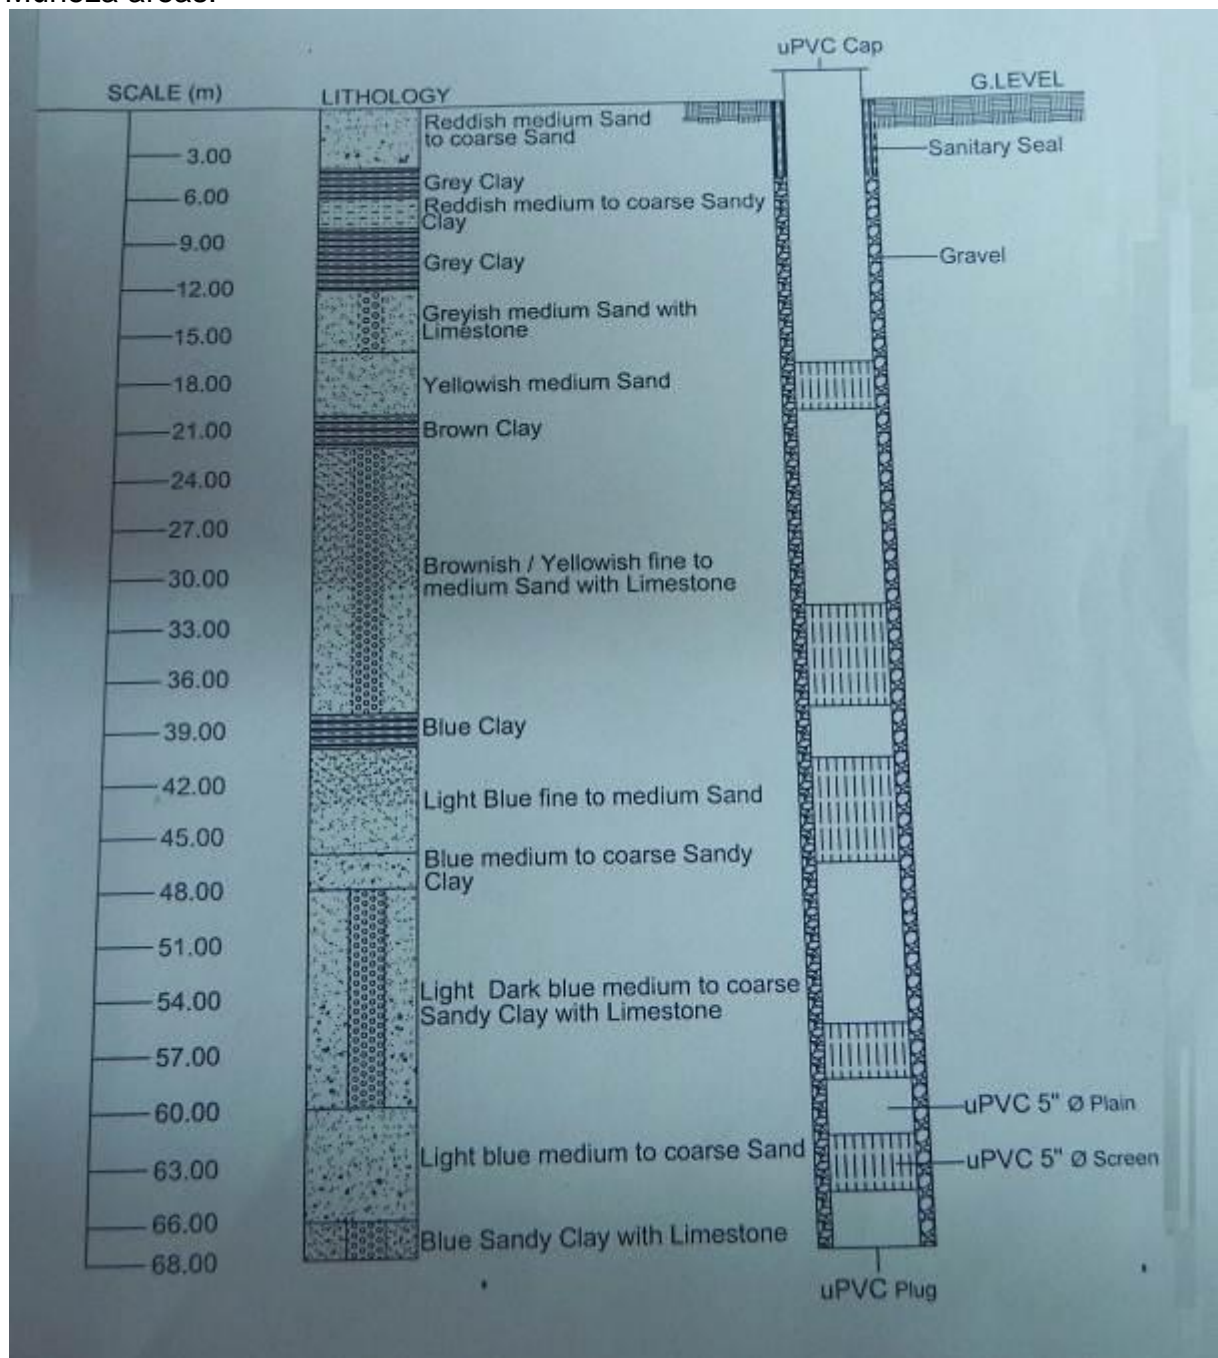 uPVC Cap
SCALE (m)
LITHOLOGY
G.LEVEL
Reddish medium Sand
to coarse Sand
Sanitary Seal
3.00
Grey Clay
6.00
Reddish medium to coarse Sandy
Clay
9.00
Grey Clay
Gravel
12.00
Greyish medium Sand with
Limestone
15.00
Yellowish medium Sand
18.00
Brown Clay
21.00
24.00
27.00
Brownish / Yellowish fine to
medium Sand with Limestone
30.00
33.00
36.00
Blue Clay
39.00
42.00
Light Blue fine to medium Sand
45.00
Blue medium to coarse Sandy
Clay
48.00
51.00
Light Dark blue medium to coarse
Sandy Clay with Limestone
54.00
57.00
60.00
uPVC 5" Ø Plain
Light blue medium to coarse Sand
uPVC 5" Ø Screen
63.00
66.00
Blue Sandy Clay with Limestone
68.00
uPVC Plug